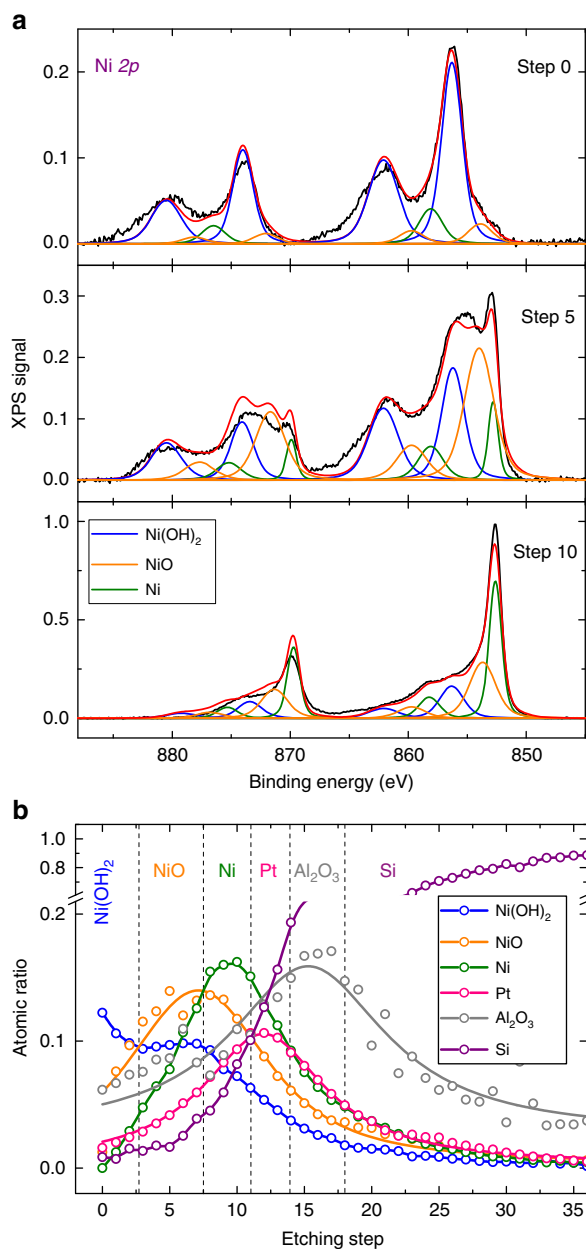 a
Ni 2p
Step 0
0.2
0.1
0.0
Step 5
0.3
0.2
0.1
0.0
XPS signal
Step 10
1.0
0.5
0.0
Ni(OH)₂
NiO
Ni
880 870 860 850
Binding energy (eV)
b
1.0
0.8
0.2
0.1
0.0
Atomic ratio
Ni(OH)₂ NiO Ni Pt Al₂O₃ Si
Ni(OH)₂
NiO
Ni
Pt
Al₂O₃
Si
0 5 10 15 20 25 30 35
Etching step